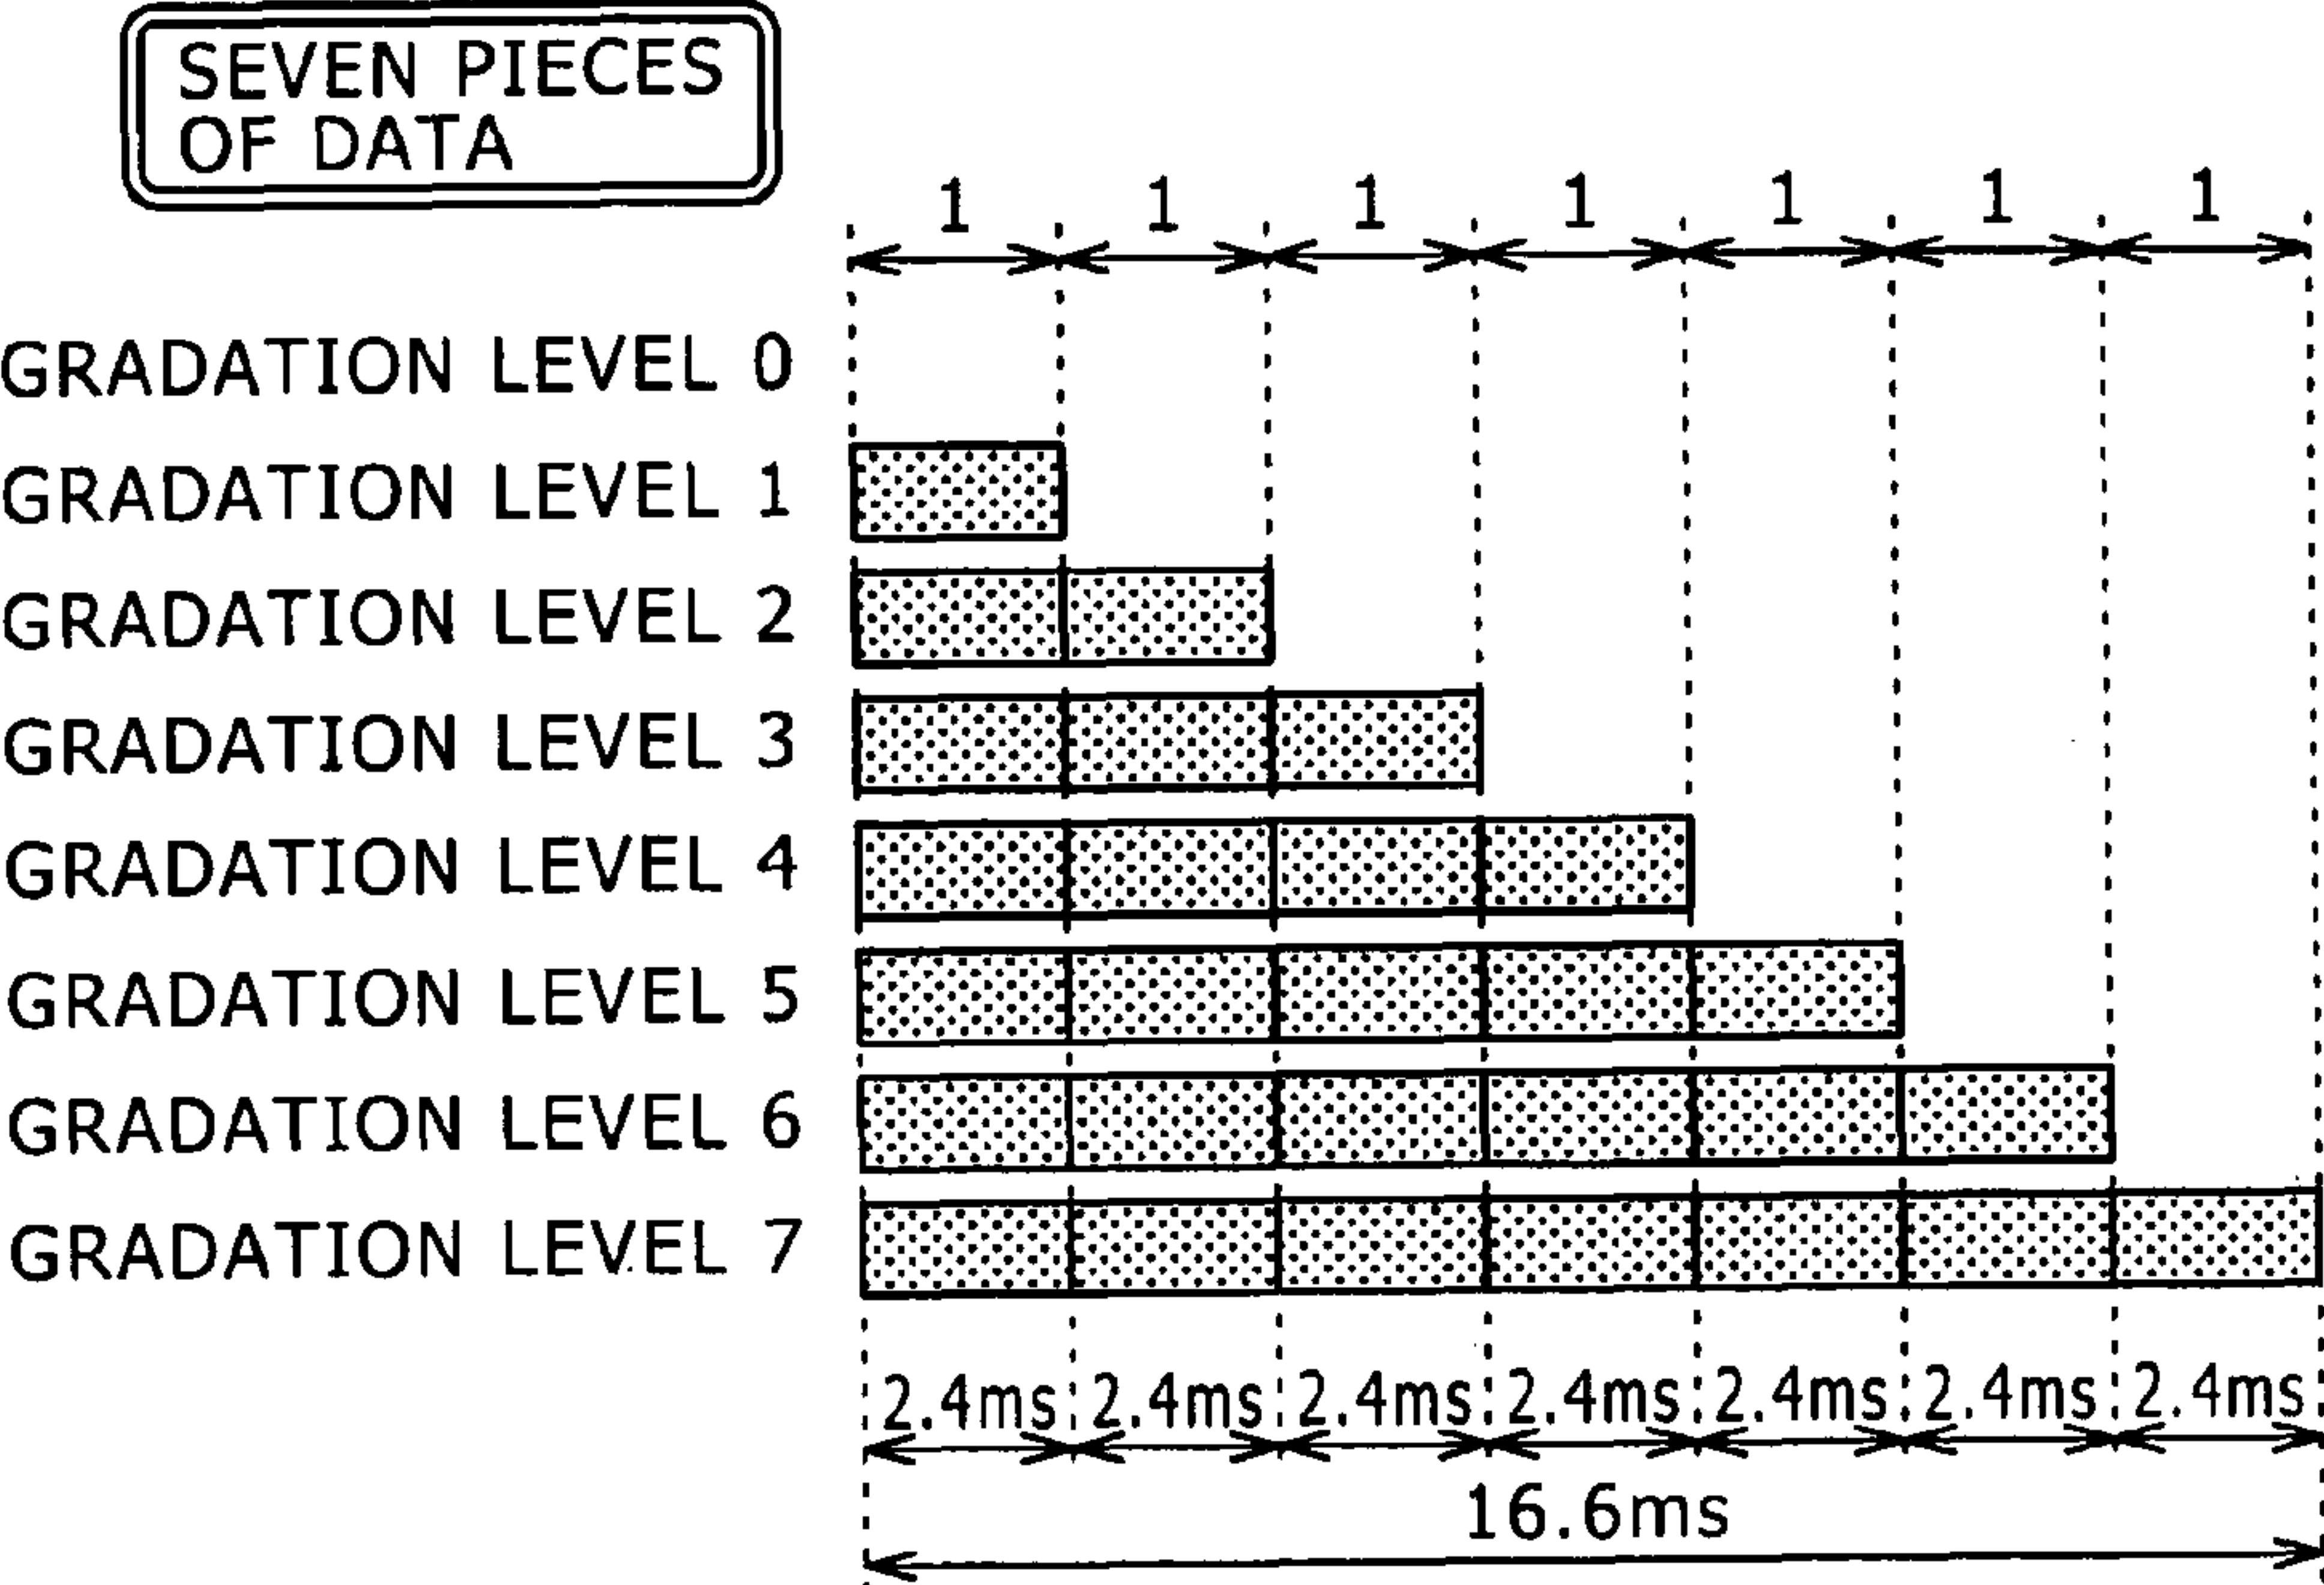 SEVEN PIECES
OF DATA
1 1 1 1 1 1 1
GRADATION LEVEL 0
GRADATION LEVEL 1
GRADATION LEVEL 2
GRADATION LEVEL 3
GRADATION LEVEL 4
GRADATION LEVEL 5
GRADATION LEVEL 6
GRADATION LEVEL 7
2.4ms 2.4ms 2.4ms 2.4ms 2.4ms 2.4ms 2.4ms
16.6ms